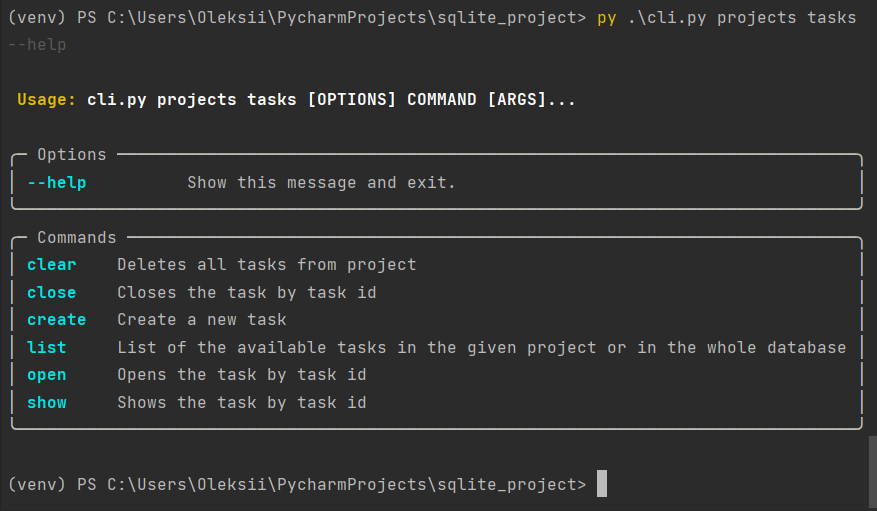 (venv) PS C:\Users\Oleksii\PycharmProjects\sqlite_project> py .\cli.py projects tasks
--help
Usage: cli.py projects tasks [OPTIONS] COMMAND [ARGS]...
Options
--help Show this message and exit.
Commands
clear Deletes all tasks from project
close Closes the task by task id
create Create a new task
list List of the available tasks in the given project or in the whole database
open Opens the task by task id
show Shows the task by task id
(venv) PS C:\Users\Oleksii\PycharmProjects\sqlite_project>